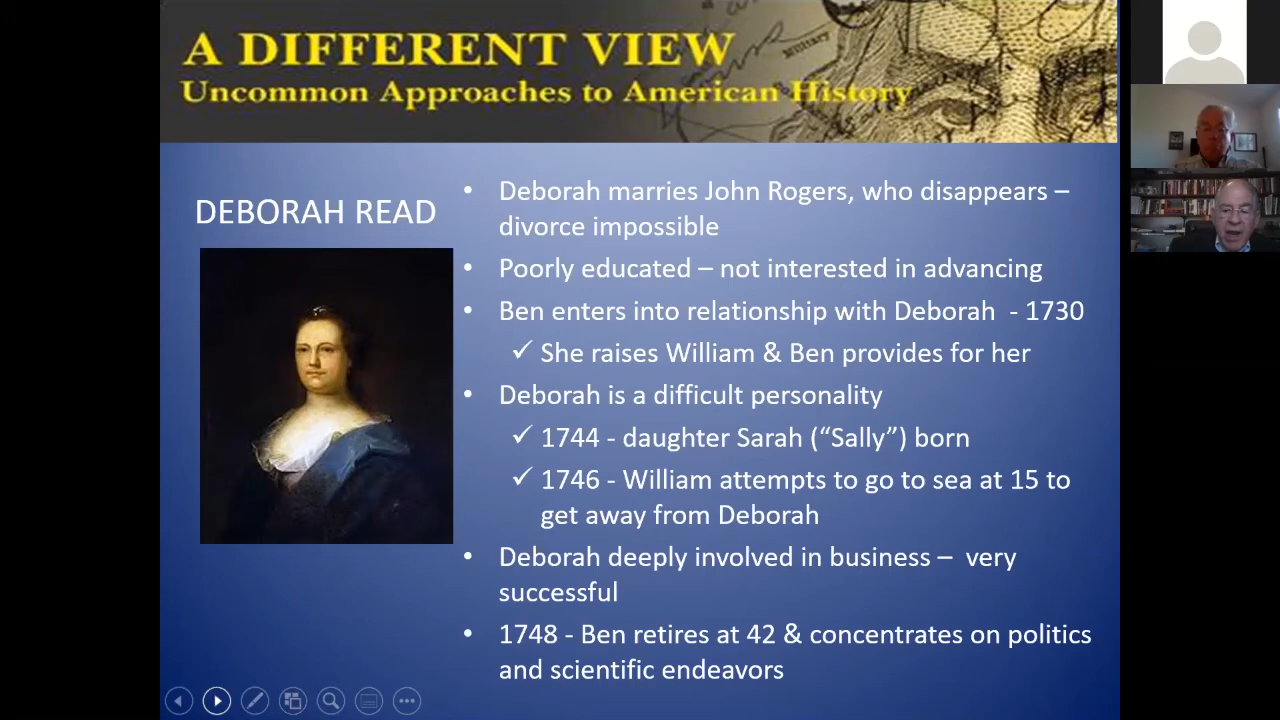 A DIFFERENT VIEW
Uncommon Approaches to American History
Military
DEBORAH READ
• Deborah marries John Rogers, who disappears –
divorce impossible
• Poorly educated – not interested in advancing
• Ben enters into relationship with Deborah - 1730
✓ She raises William & Ben provides for her
• Deborah is a difficult personality
✓ 1744 - daughter Sarah (“Sally”) born
✓ 1746 - William attempts to go to sea at 15 to
get away from Deborah
• Deborah deeply involved in business – very
successful
• 1748 - Ben retires at 42 & concentrates on politics
and scientific endeavors